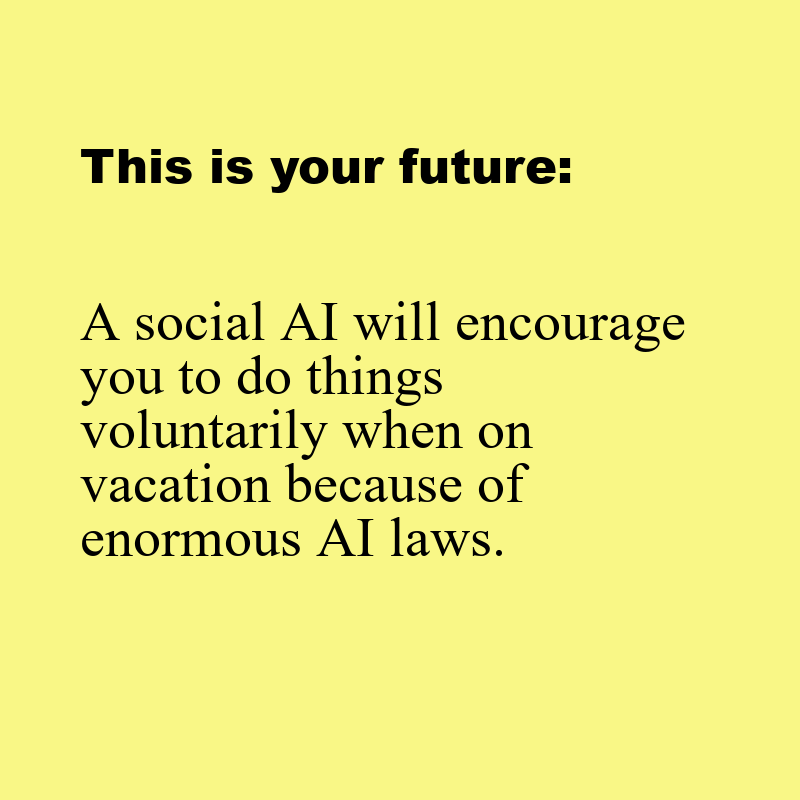 This is your future:
A social AI will encourage
you to do things
voluntarily when on
vacation because of
enormous AI laws.